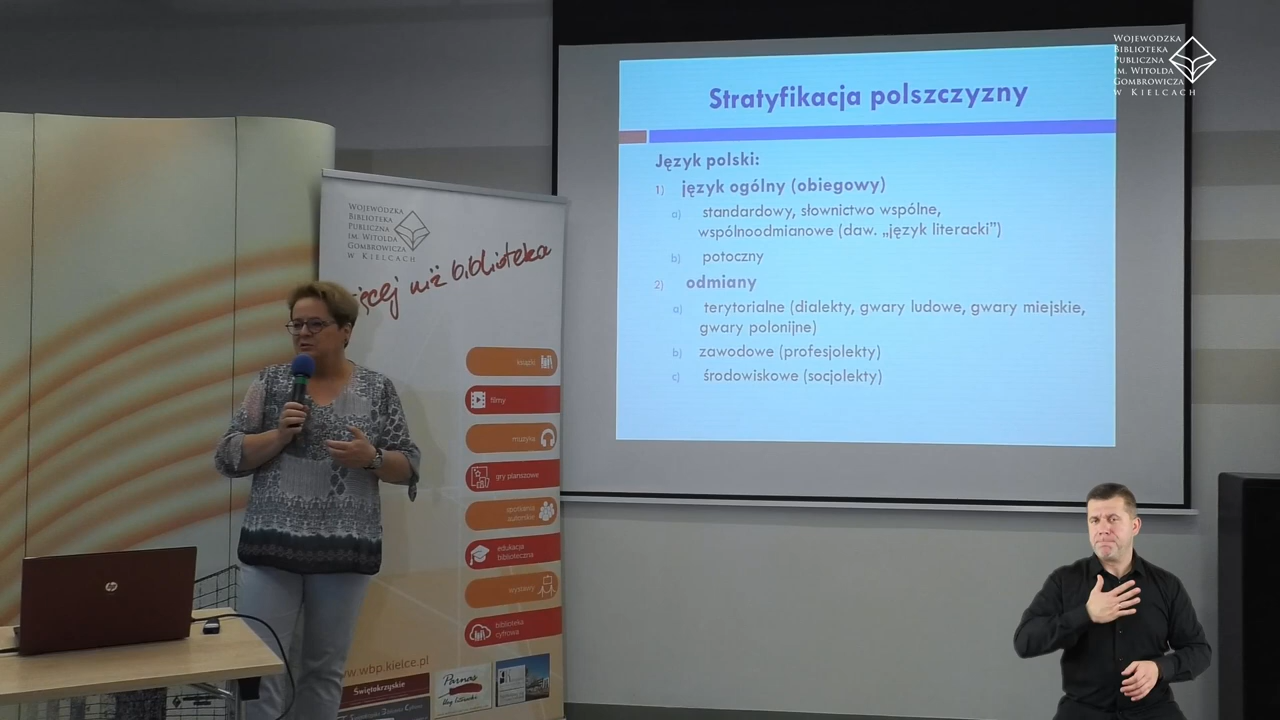 Wojewódzka
Biblioteka
Publiczna
im. Witolda
Gombrowicza
w Kielcach
Stratyfikacja polszczyzny
Język polski:
1) język ogólny (obiegowy)
a) standardowy, słownictwo wspólne,
wspólnoodmianowe (daw. „język literacki”)
b) potoczny
2) odmiany
a) terytorialne (dialekty, gwary ludowe, gwary miejskie,
gwary polonijne)
b) zawodowe (profesjolekty)
c) środowiskowe (socjolekty)
Wojewódzka
Biblioteka
Publiczna
im. Witolda
Gombrowicza
w Kielcach
ęcej niż biblioteka
książki
filmy
muzyka
gry planszowe
spotkania
autorskie
edukacja
biblioteczna
wystawy
biblioteka
cyfrowa
www.wbp.kielce.pl
Świętokrzyskie
Parnas
hp